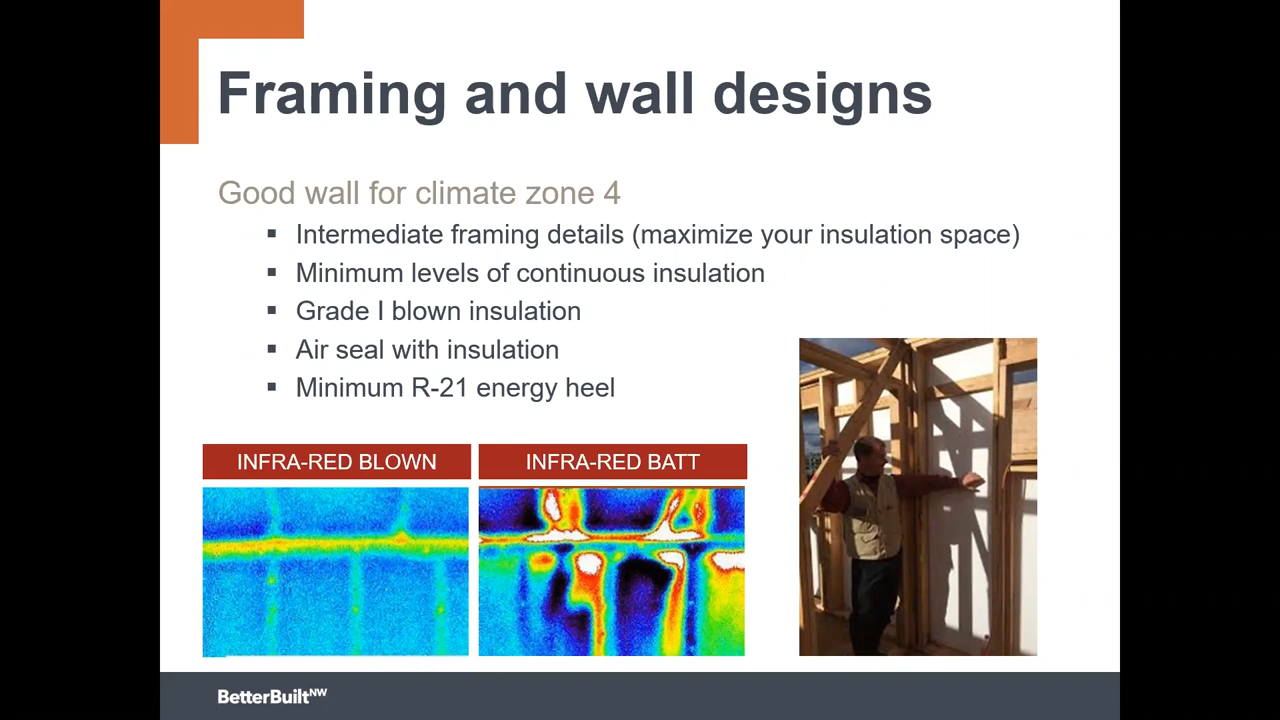 Framing and wall designs
Good wall for climate zone 4
▪ Intermediate framing details (maximize your insulation space)
▪ Minimum levels of continuous insulation
▪ Grade I blown insulation
▪ Air seal with insulation
▪ Minimum R-21 energy heel
INFRA-RED BLOWN
INFRA-RED BATT
BetterBuiltNW